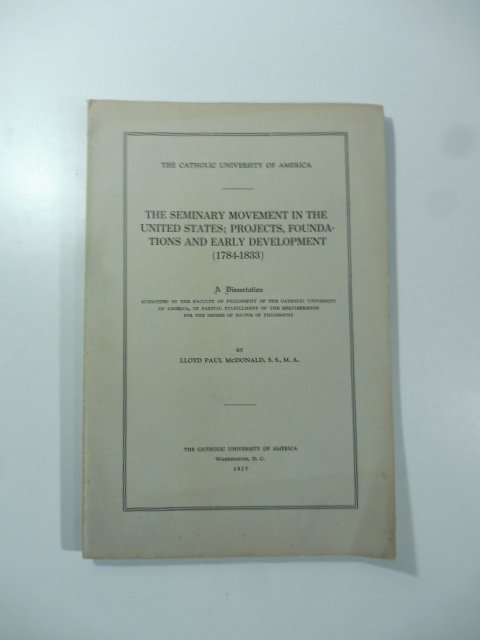 THE CATHOLIC UNIVERSITY OF AMERICA
THE SEMINARY MOVEMENT IN THE
UNITED STATES; PROJECTS, FOUNDA-
TIONS AND EARLY DEVELOPMENT
(1784-1833)
A Dissertation
SUBMITTED TO THE FACULTY OF PHILOSOPHY OF THE CATHOLIC UNIVERSITY
OF AMERICA, IN PARTIAL FULFILLMENT OF THE REQUIREMENTS
FOR THE DEGREE OF DOCTOR OF PHILOSOPHY
BY
LLOYD PAUL McDONALD, S. S., M. A.
THE CATHOLIC UNIVERSITY OF AMERICA
WASHINGTON, D. C.
1927